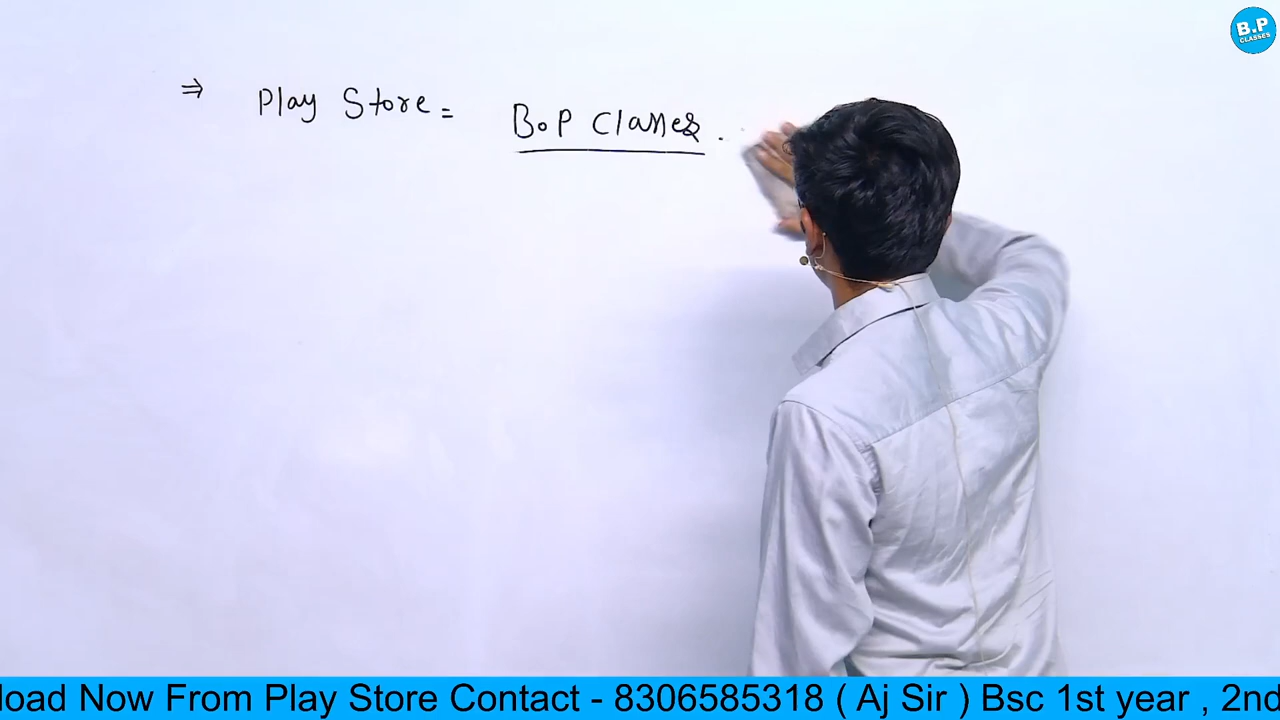 B.P
CLASSES
⇒ Play Store = B.P Classes.
load Now From Play Store Contact - 8306585318 ( Aj Sir ) Bsc 1st year , 2nd